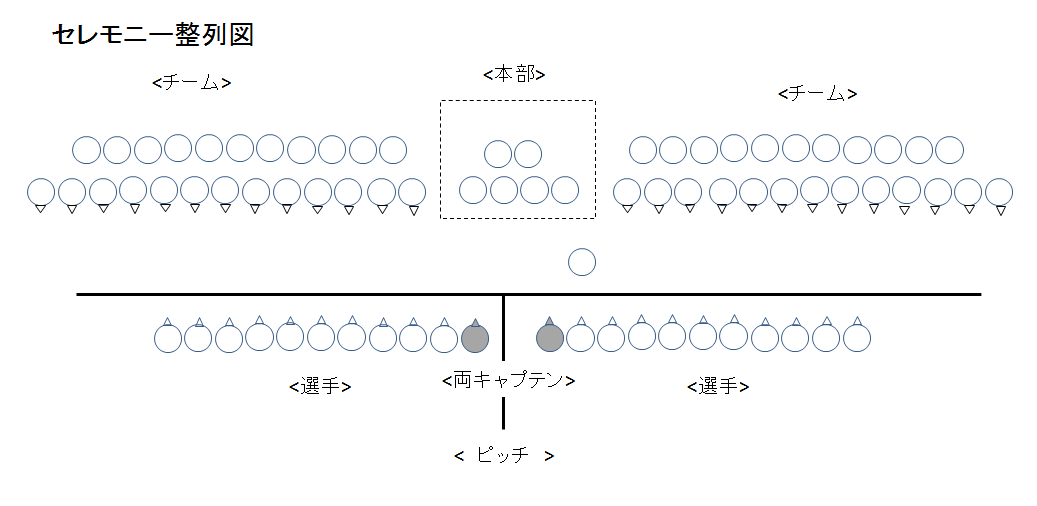 セレモニー整列図
<チーム>
<本部>
<チーム>
<選手>
<両キャプテン>
<選手>
< ピッチ >